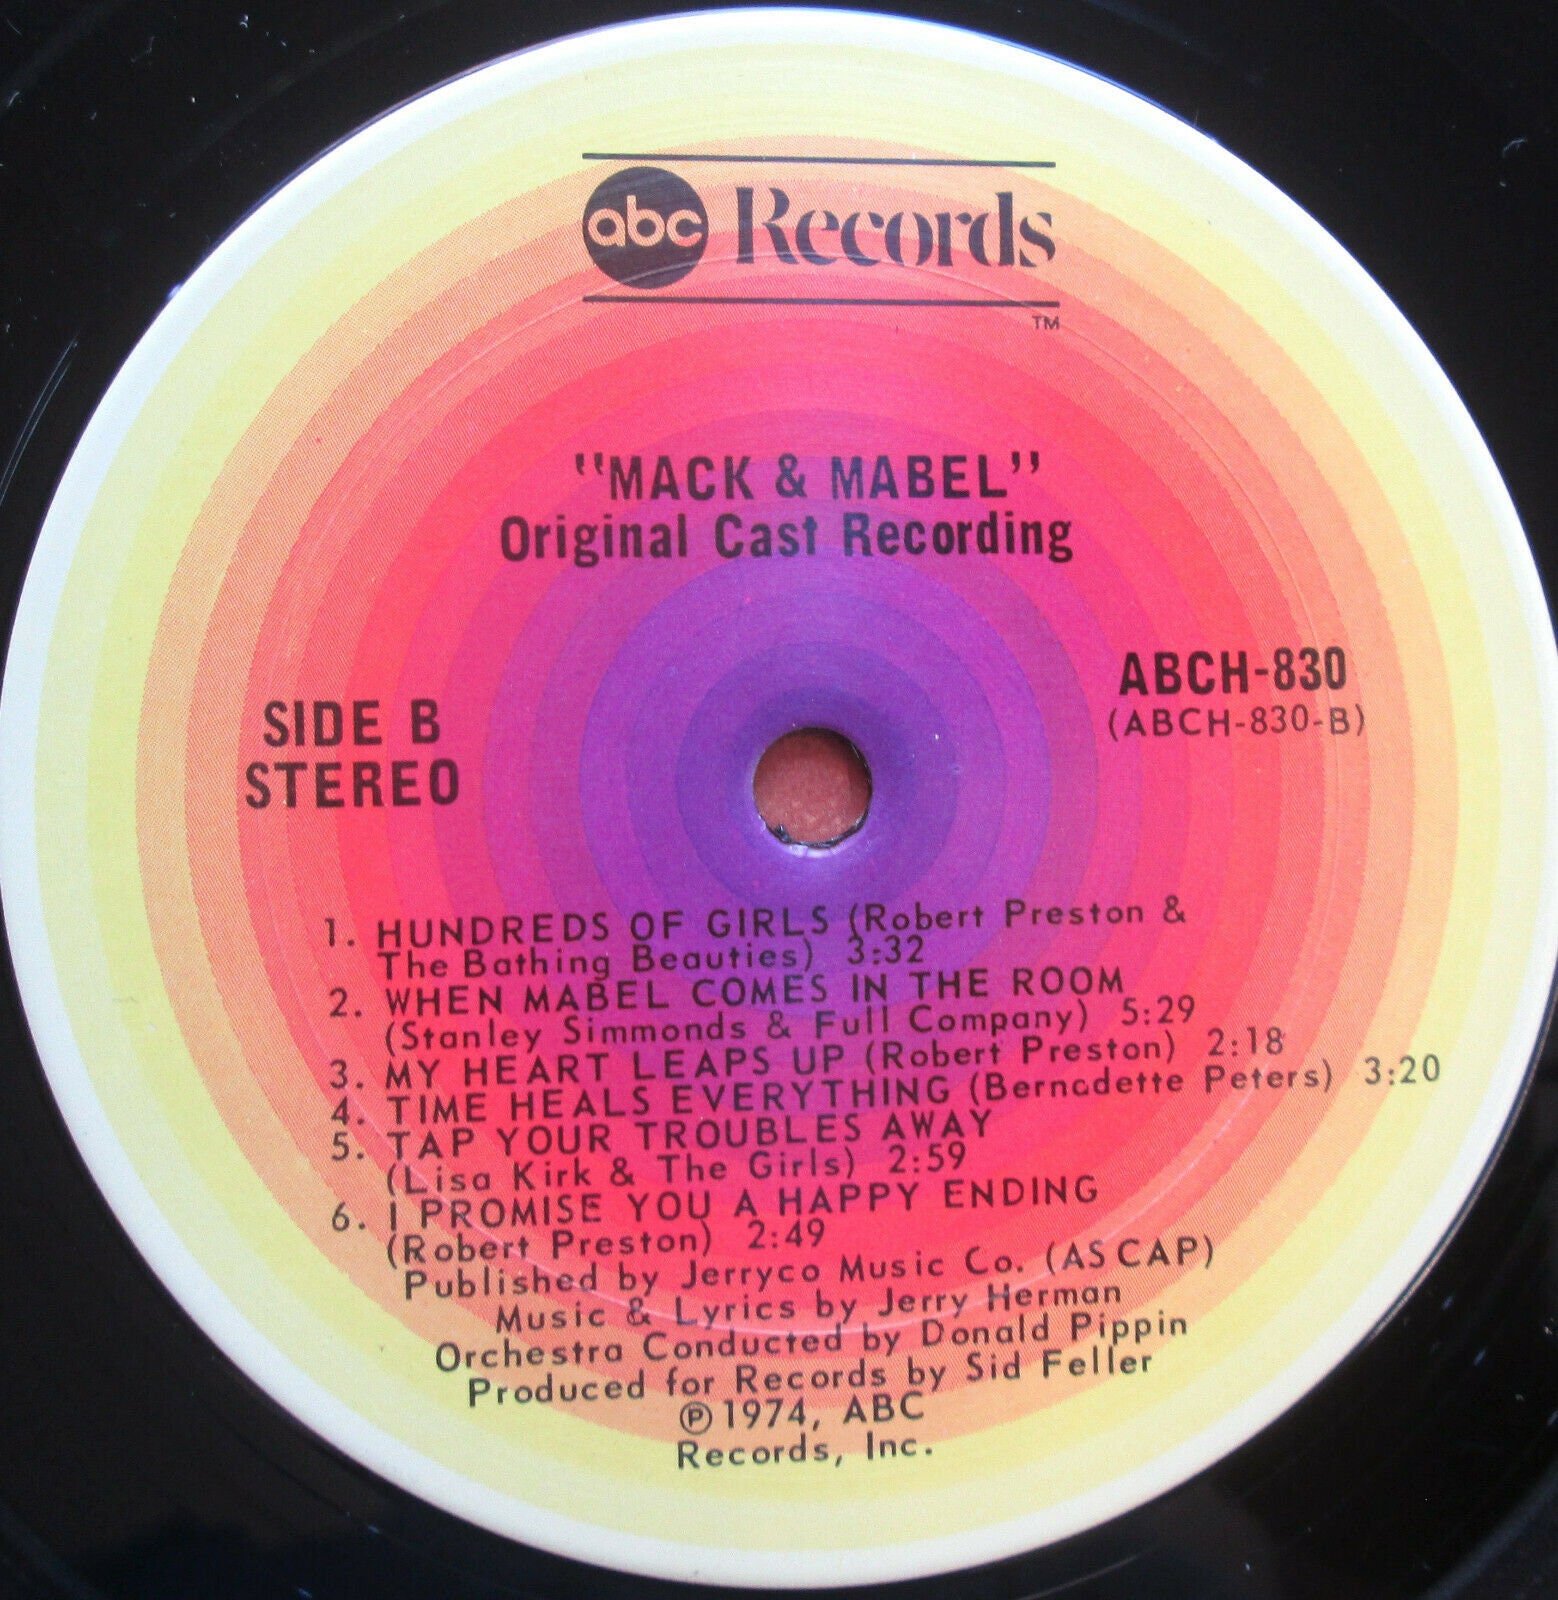 abc Records
TM
"MACK & MABEL"
Original Cast Recording
SIDE B
STEREO
ABCH-830
(ABCH-830-B)
1. HUNDREDS OF GIRLS (Robert Preston &
The Bathing Beauties) 3:32
2. WHEN MABEL COMES IN THE ROOM
(Stanley Simmonds & Full Company) 5:29
3. MY HEART LEAPS UP (Robert Preston) 2:18
4. TIME HEALS EVERYTHING (Bernadette Peters) 3:20
5. TAP YOUR TROUBLES AWAY
(Lisa Kirk & The Girls) 2:59
6. I PROMISE YOU A HAPPY ENDING
(Robert Preston) 2:49
Published by Jerryco Music Co. (ASCAP)
Music & Lyrics by Jerry Herman
Orchestra Conducted by Donald Pippin
Produced for Records by Sid Feller
℗ 1974, ABC
Records, Inc.